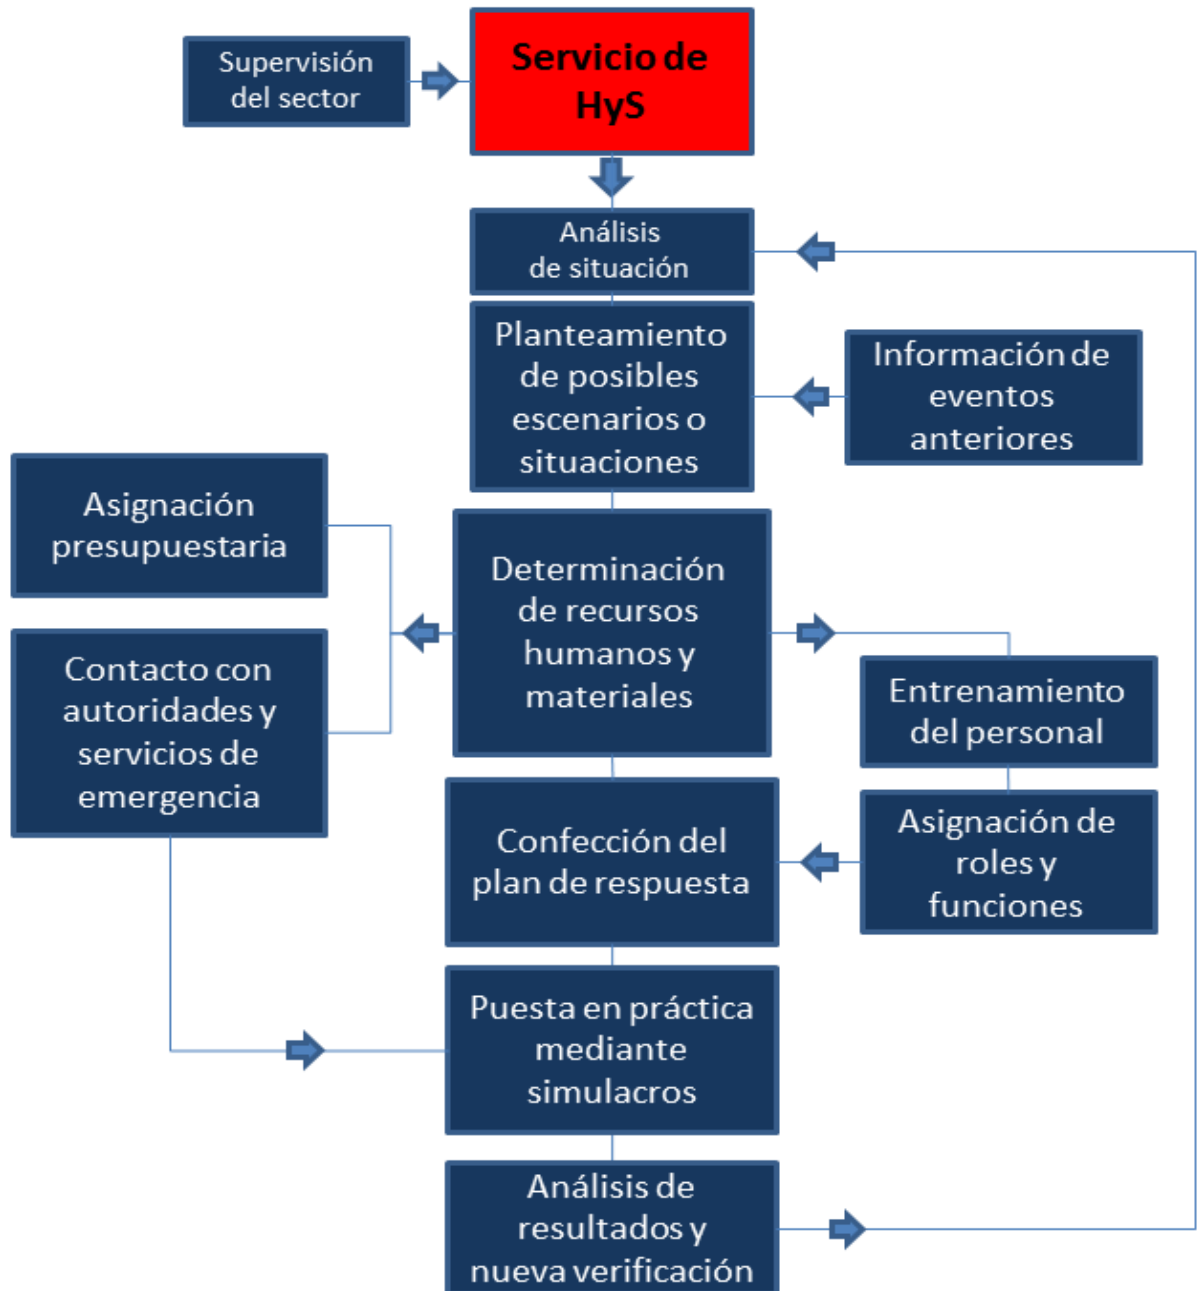 Supervisión
del sector
Servicio de
HyS
Análisis
de situación
Planteamiento
de posibles
escenarios o
situaciones
Información de
eventos
anteriores
Asignación
presupuestaria
Determinación
de recursos
humanos y
materiales
Contacto con
autoridades y
servicios de
emergencia
Entrenamiento
del personal
Asignación de
roles y
funciones
Confección del
plan de respuesta
Puesta en práctica
mediante
simulacros
Análisis de
resultados y
nueva verificación